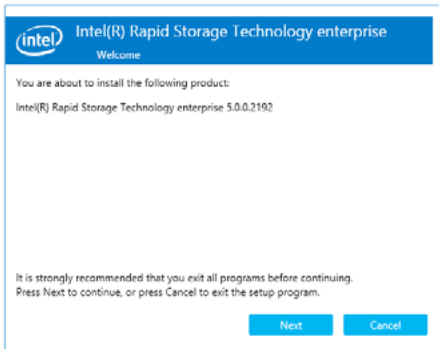 intel
Intel(R) Rapid Storage Technology enterprise
Welcome
You are about to install the following product:
Intel(R) Rapid Storage Technology enterprise 5.0.0.2192
It is strongly recommended that you exit all programs before continuing.
Press Next to continue, or press Cancel to exit the setup program.
Next Cancel